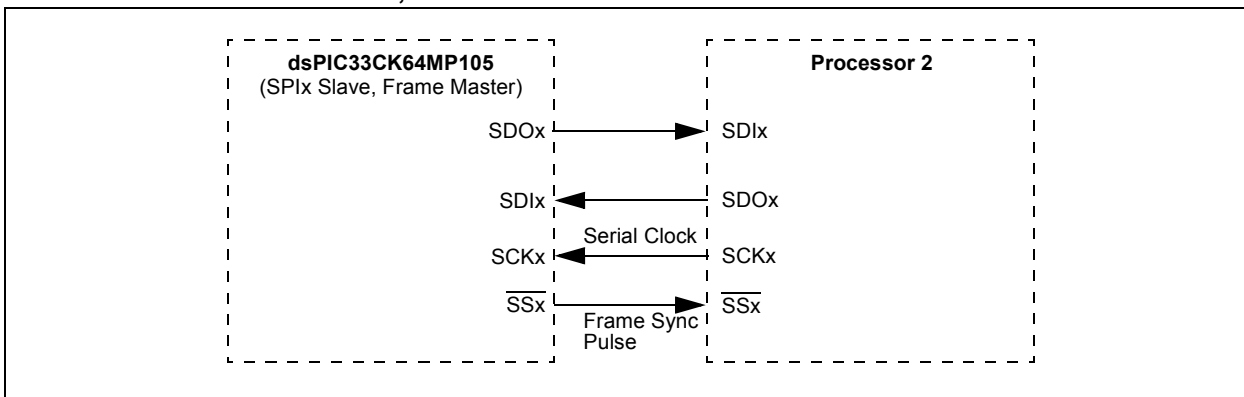 dsPIC33CK64MP105
(SPIx Slave, Frame Master)
Processor 2
SDOx
SDIx
SDIx
SDOx
Serial Clock
SCKx
SCKx
SSx
SSx
Frame Sync
Pulse